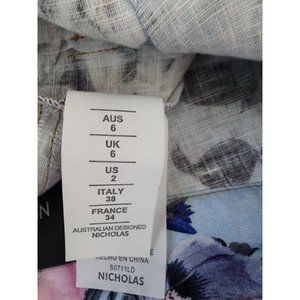 AUS
6
UK
6
US
2
ITALY
38
FRANCE
34
AUSTRALIAN DESIGNED
NICHOLAS
HECHO EN CHINA
S0711LD
NICHOLAS